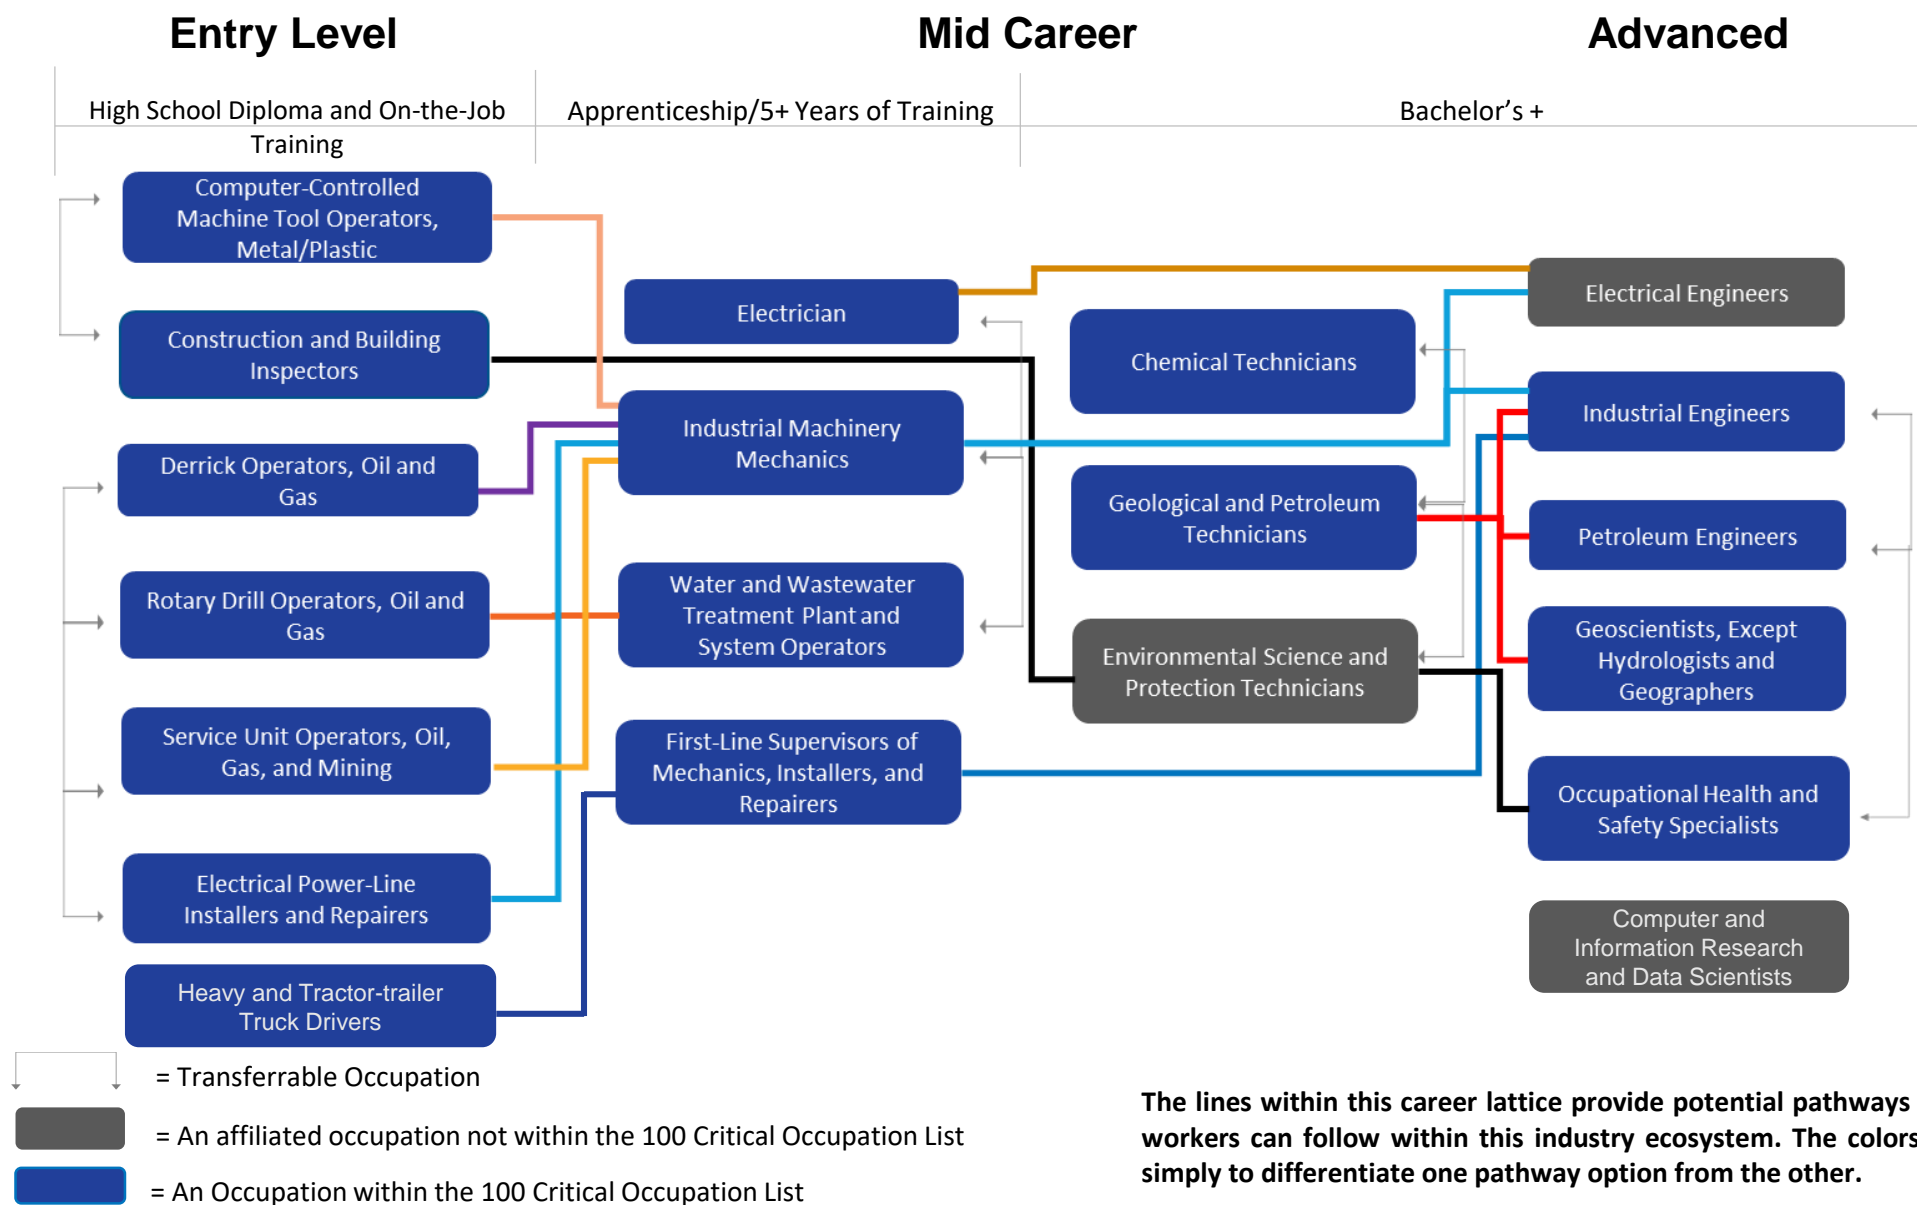 Entry Level
Mid Career
Advanced
High School Diploma and On-the-Job
Training
Apprenticeship/5+ Years of Training
Bachelor's +
Computer-Controlled
Machine Tool Operators,
Metal/Plastic
Construction and Building
Inspectors
Derrick Operators, Oil and
Gas
Rotary Drill Operators, Oil and
Gas
Service Unit Operators, Oil,
Gas, and Mining
Electrical Power-Line
Installers and Repairers
Heavy and Tractor-trailer
Truck Drivers
Electrician
Industrial Machinery
Mechanics
Water and Wastewater
Treatment Plant and
System Operators
First-Line Supervisors of
Mechanics, Installers, and
Repairers
Chemical Technicians
Geological and Petroleum
Technicians
Environmental Science and
Protection Technicians
Electrical Engineers
Industrial Engineers
Petroleum Engineers
Geoscientists, Except
Hydrologists and
Geographers
Occupational Health and
Safety Specialists
Computer and
Information Research
and Data Scientists
= Transferrable Occupation
= An affiliated occupation not within the 100 Critical Occupation List
= An Occupation within the 100 Critical Occupation List
The lines within this career lattice provide potential pathways
workers can follow within this industry ecosystem. The colors
simply to differentiate one pathway option from the other.